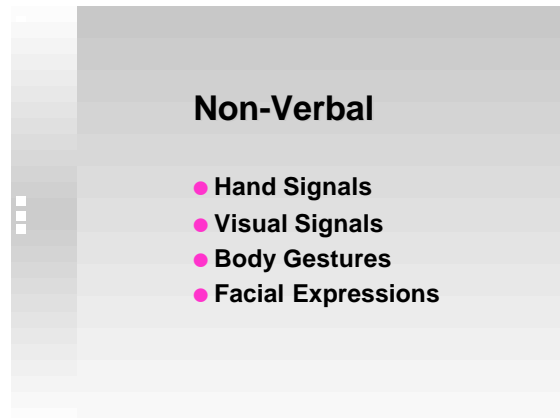 Non-Verbal
Hand Signals
Visual Signals
Body Gestures
Facial Expressions